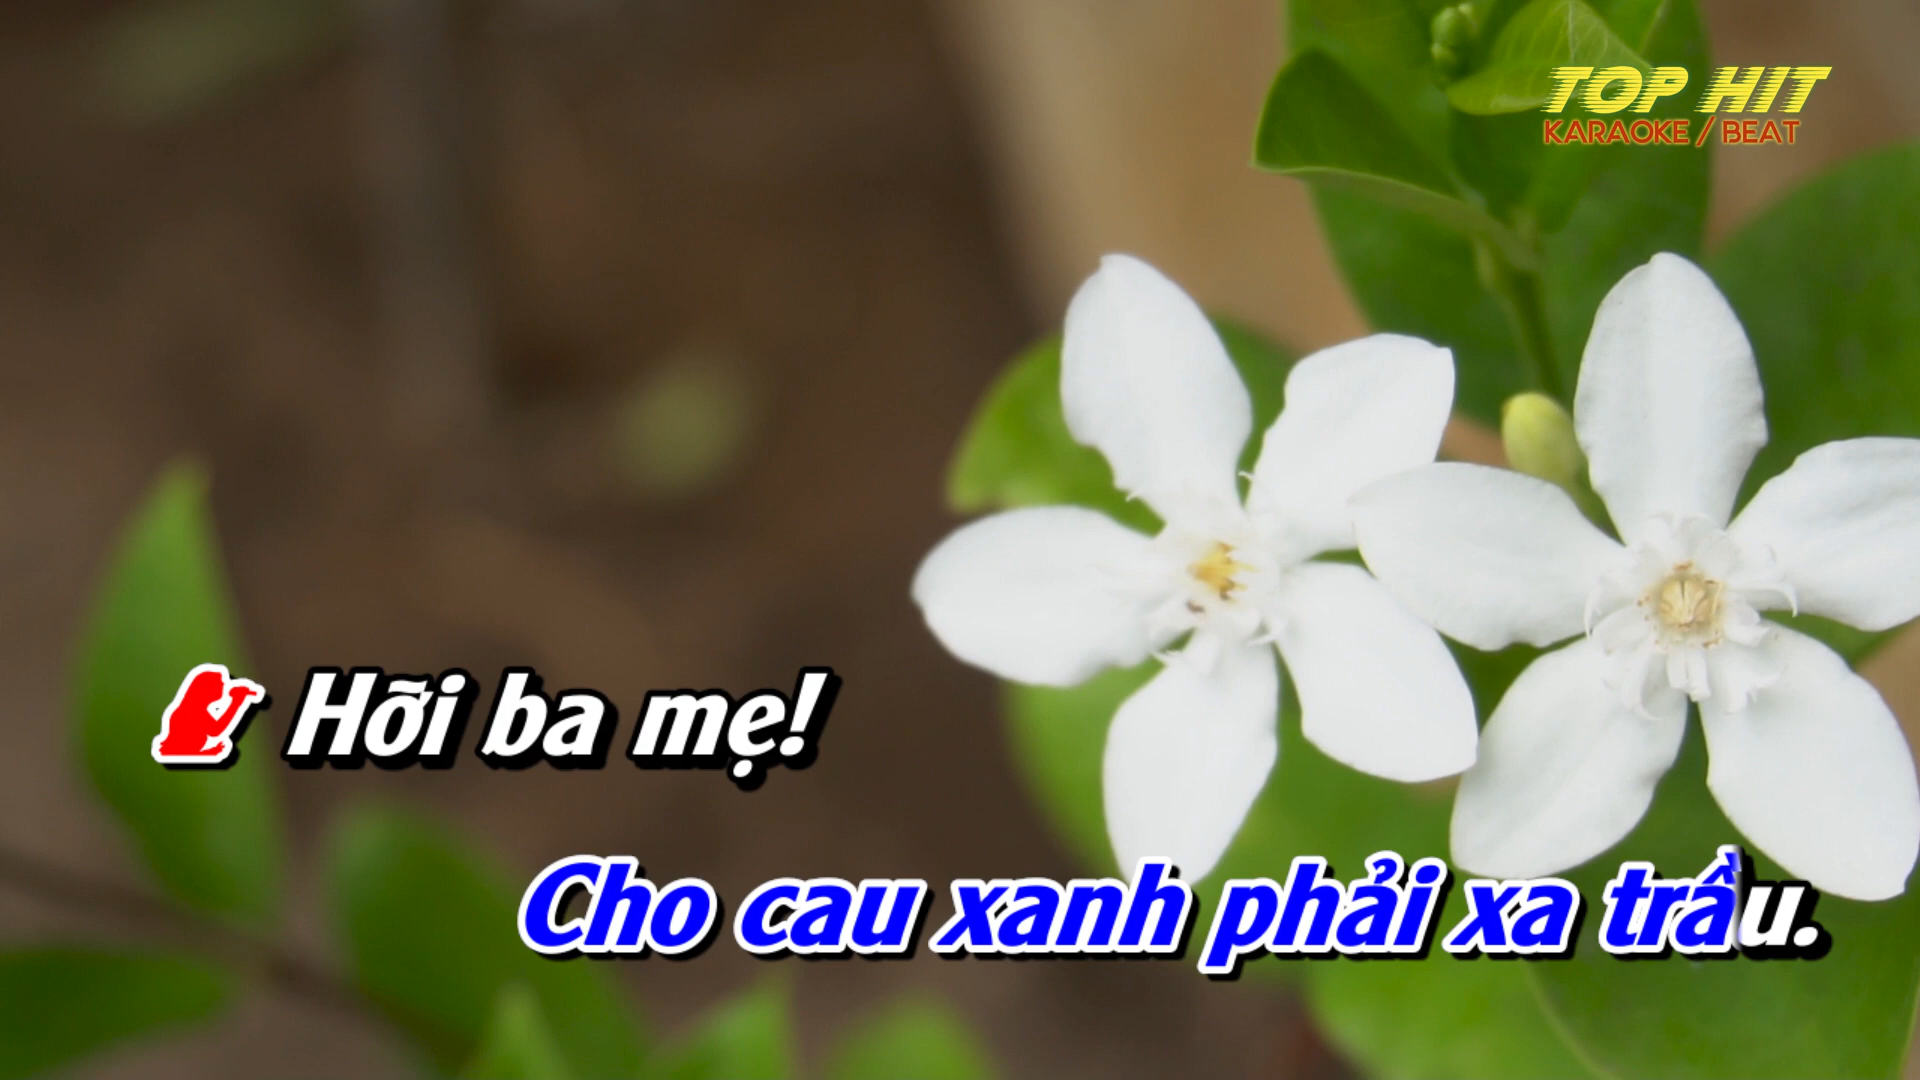 TOP HIT
KARAOKE / BEAT
Hỡi ba mẹ!
Cho cau xanh phải xa trầu.